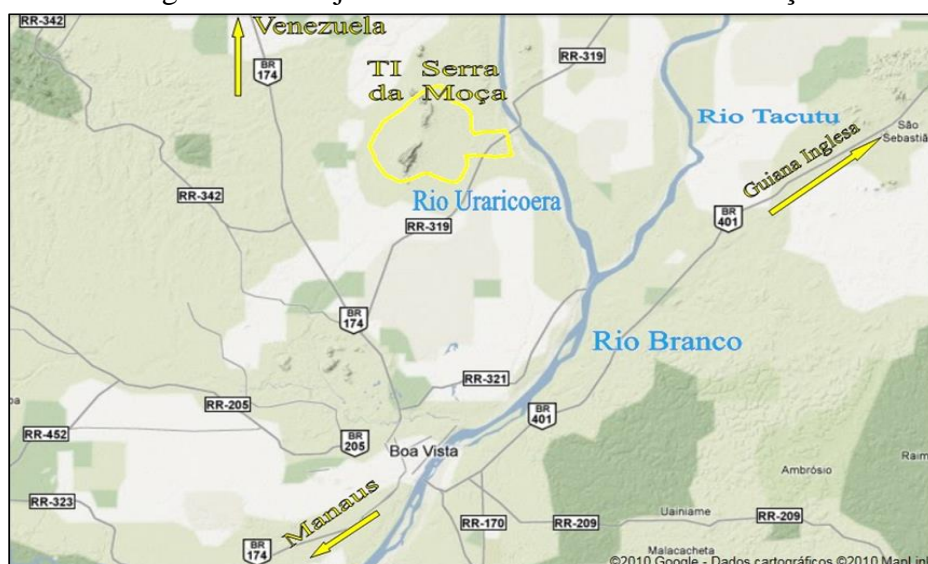 RR-342
Venezuela
BR
174
TI Serra
da Moça
RR-319
Rio Tacutu
São
Sebastiã
Guiana Inglesa
RR-342
Rio Uraricoera
BR
401
RR-319
BR
174
Rio Branco
RR-321
RR-205
BR
401
RR-452
BR
205
Boa Vista
Raim
Ambrósio
RR-323
Manaus
Uainiame
RR-170
RR-209
RR-209
BR
174
Malacacheta
©2010 Google - Dados cartográficos ©2010 MapLink